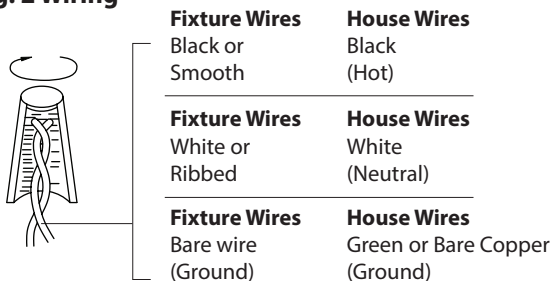 g. 2 Wiring
Fixture Wires House Wires
Black or Black
Smooth (Hot)
Fixture Wires House Wires
White or White
Ribbed (Neutral)
Fixture Wires House Wires
Bare wire Green or Bare Copper
(Ground) (Ground)